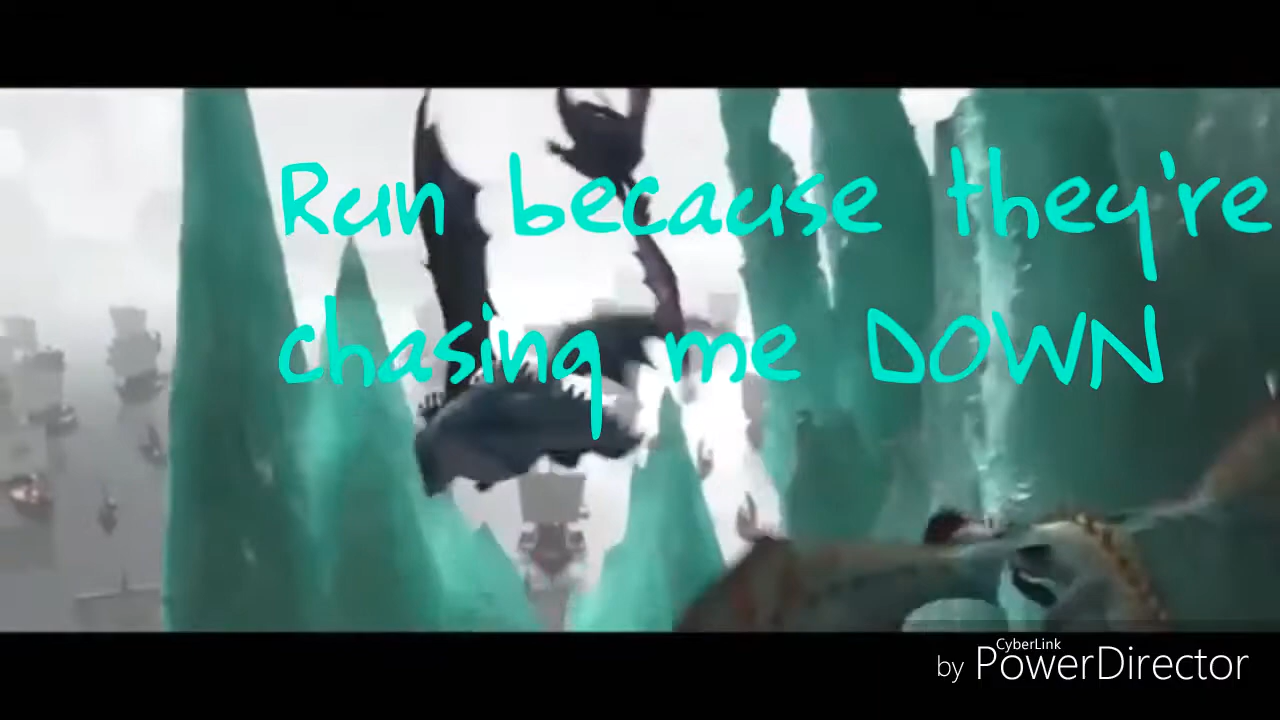 Run because they're
chasing me DOWN
CyberLink
by PowerDirector